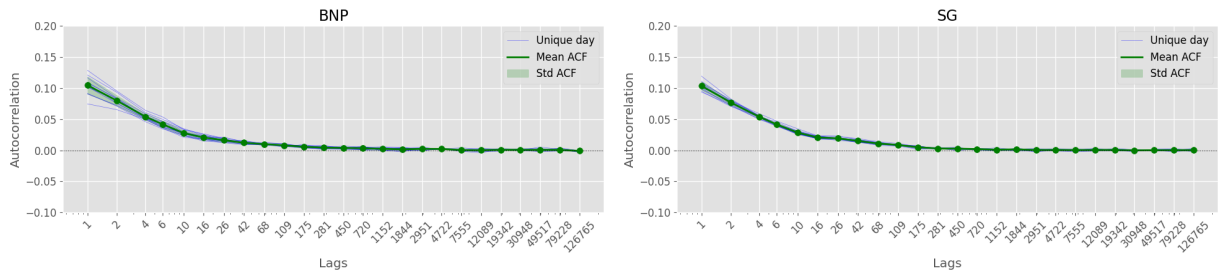 BNP
0.20
0.15
0.10
0.05
0.00
−0.05
−0.10
Autocorrelation
Unique day
Mean ACF
Std ACF
1 2 4 6 10 16 26 42 68 109 175 281 450 720 1152 1844 2951 4722 7555 12089 19342 30948 49517 79228 126765
Lags
SG
0.20
0.15
0.10
0.05
0.00
−0.05
−0.10
Autocorrelation
Unique day
Mean ACF
Std ACF
1 2 4 6 10 16 26 42 68 109 175 281 450 720 1152 1844 2951 4722 7555 12089 19342 30948 49517 79228 126765
Lags